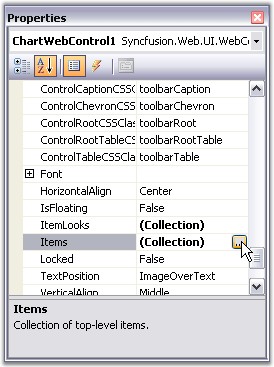 Properties
ChartWebControl1 Syncfusion.Web.UI.WebCo
ControlCaptionCSSC toolbarCaption
ControlChevronCSS toolbarChevron
ControlRootCSSClas toolbarRoot
ControlRootTableCS toolbarRootTable
ControlTableCSSCla toolbarTable
Font
HorizontalAlign Center
IsFloating False
ItemLooks (Collection)
Items (Collection) ...
Locked False
TextPosition ImageOverText
VerticalAlign Middle
Items
Collection of top-level items.